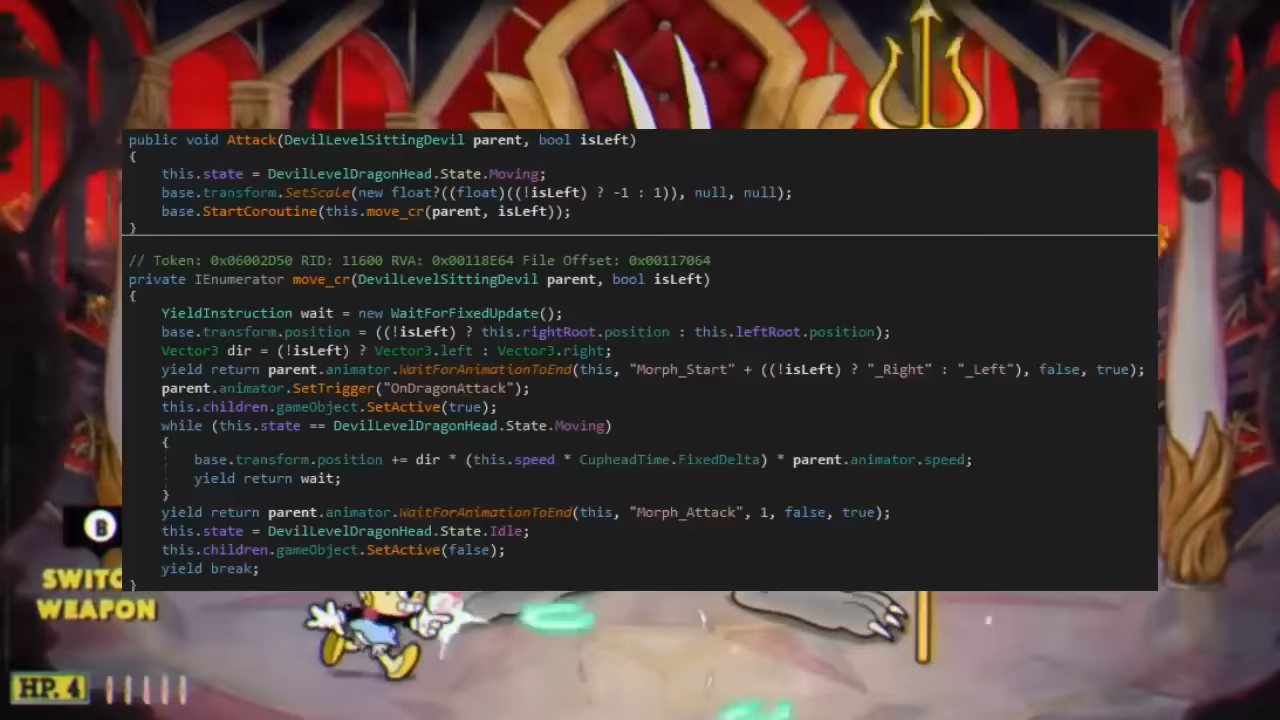 public void Attack(DevilLevelSittingDevil parent, bool isLeft)
{
this.state = DevilLevelDragonHead.State.Moving;
base.transform.SetScale(new float?((float)((!isLeft) ? -1 : 1)), null, null);
base.StartCoroutine(this.move_cr(parent, isLeft));
}
// Token: 0x06002D50 RID: 11600 RVA: 0x00118E64 File Offset: 0x00117064
private IEnumerator move_cr(DevilLevelSittingDevil parent, bool isLeft)
{
YieldInstruction wait = new WaitForFixedUpdate();
base.transform.position = ((!isLeft) ? this.rightRoot.position : this.leftRoot.position);
Vector3 dir = (!isLeft) ? Vector3.left : Vector3.right;
yield return parent.animator.WaitForAnimationToEnd(this, "Morph_Start" + ((!isLeft) ? "_Right" : "_Left"), false, true);
parent.animator.SetTrigger("OnDragonAttack");
this.children.gameObject.SetActive(true);
while (this.state == DevilLevelDragonHead.State.Moving)
{
base.transform.position += dir * (this.speed * CupheadTime.FixedDelta) * parent.animator.speed;
yield return wait;
}
yield return parent.animator.WaitForAnimationToEnd(this, "Morph_Attack", 1, false, true);
this.state = DevilLevelDragonHead.State.Idle;
this.children.gameObject.SetActive(false);
yield break;
}
B
SWITC
WEAPON
HP. 4